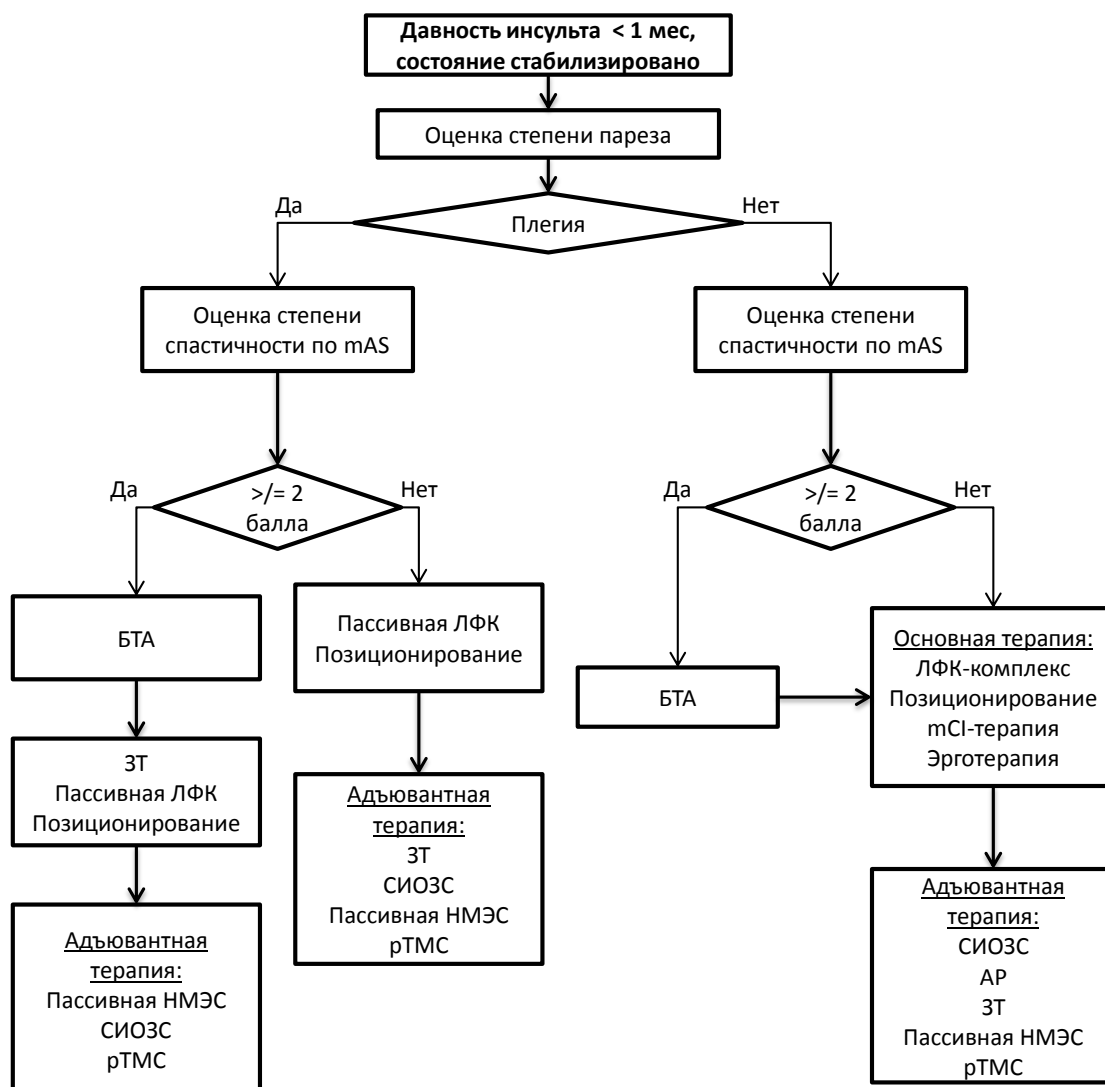 Давность инсульта < 1 мес,
состояние стабилизировано
Оценка степени пареза
Да
Нет
Плегия
Оценка степени
спастичности по mAS
Оценка степени
спастичности по mAS
Да
>/= 2
балла
Нет
Да
>/= 2
балла
Нет
БТА
Пассивная ЛФК
Позиционирование
БТА
Основная терапия:
ЛФК-комплекс
Позиционирование
mCI-терапия
Эрготерапия
ЗТ
Пассивная ЛФК
Позиционирование
Адъювантная
терапия:
ЗТ
СИОЗС
Пассивная НМЭС
рТМС
Адъювантная
терапия:
Пассивная НМЭС
СИОЗС
рТМС
Адъювантная
терапия:
СИОЗС
АР
ЗТ
Пассивная НМЭС
рТМС